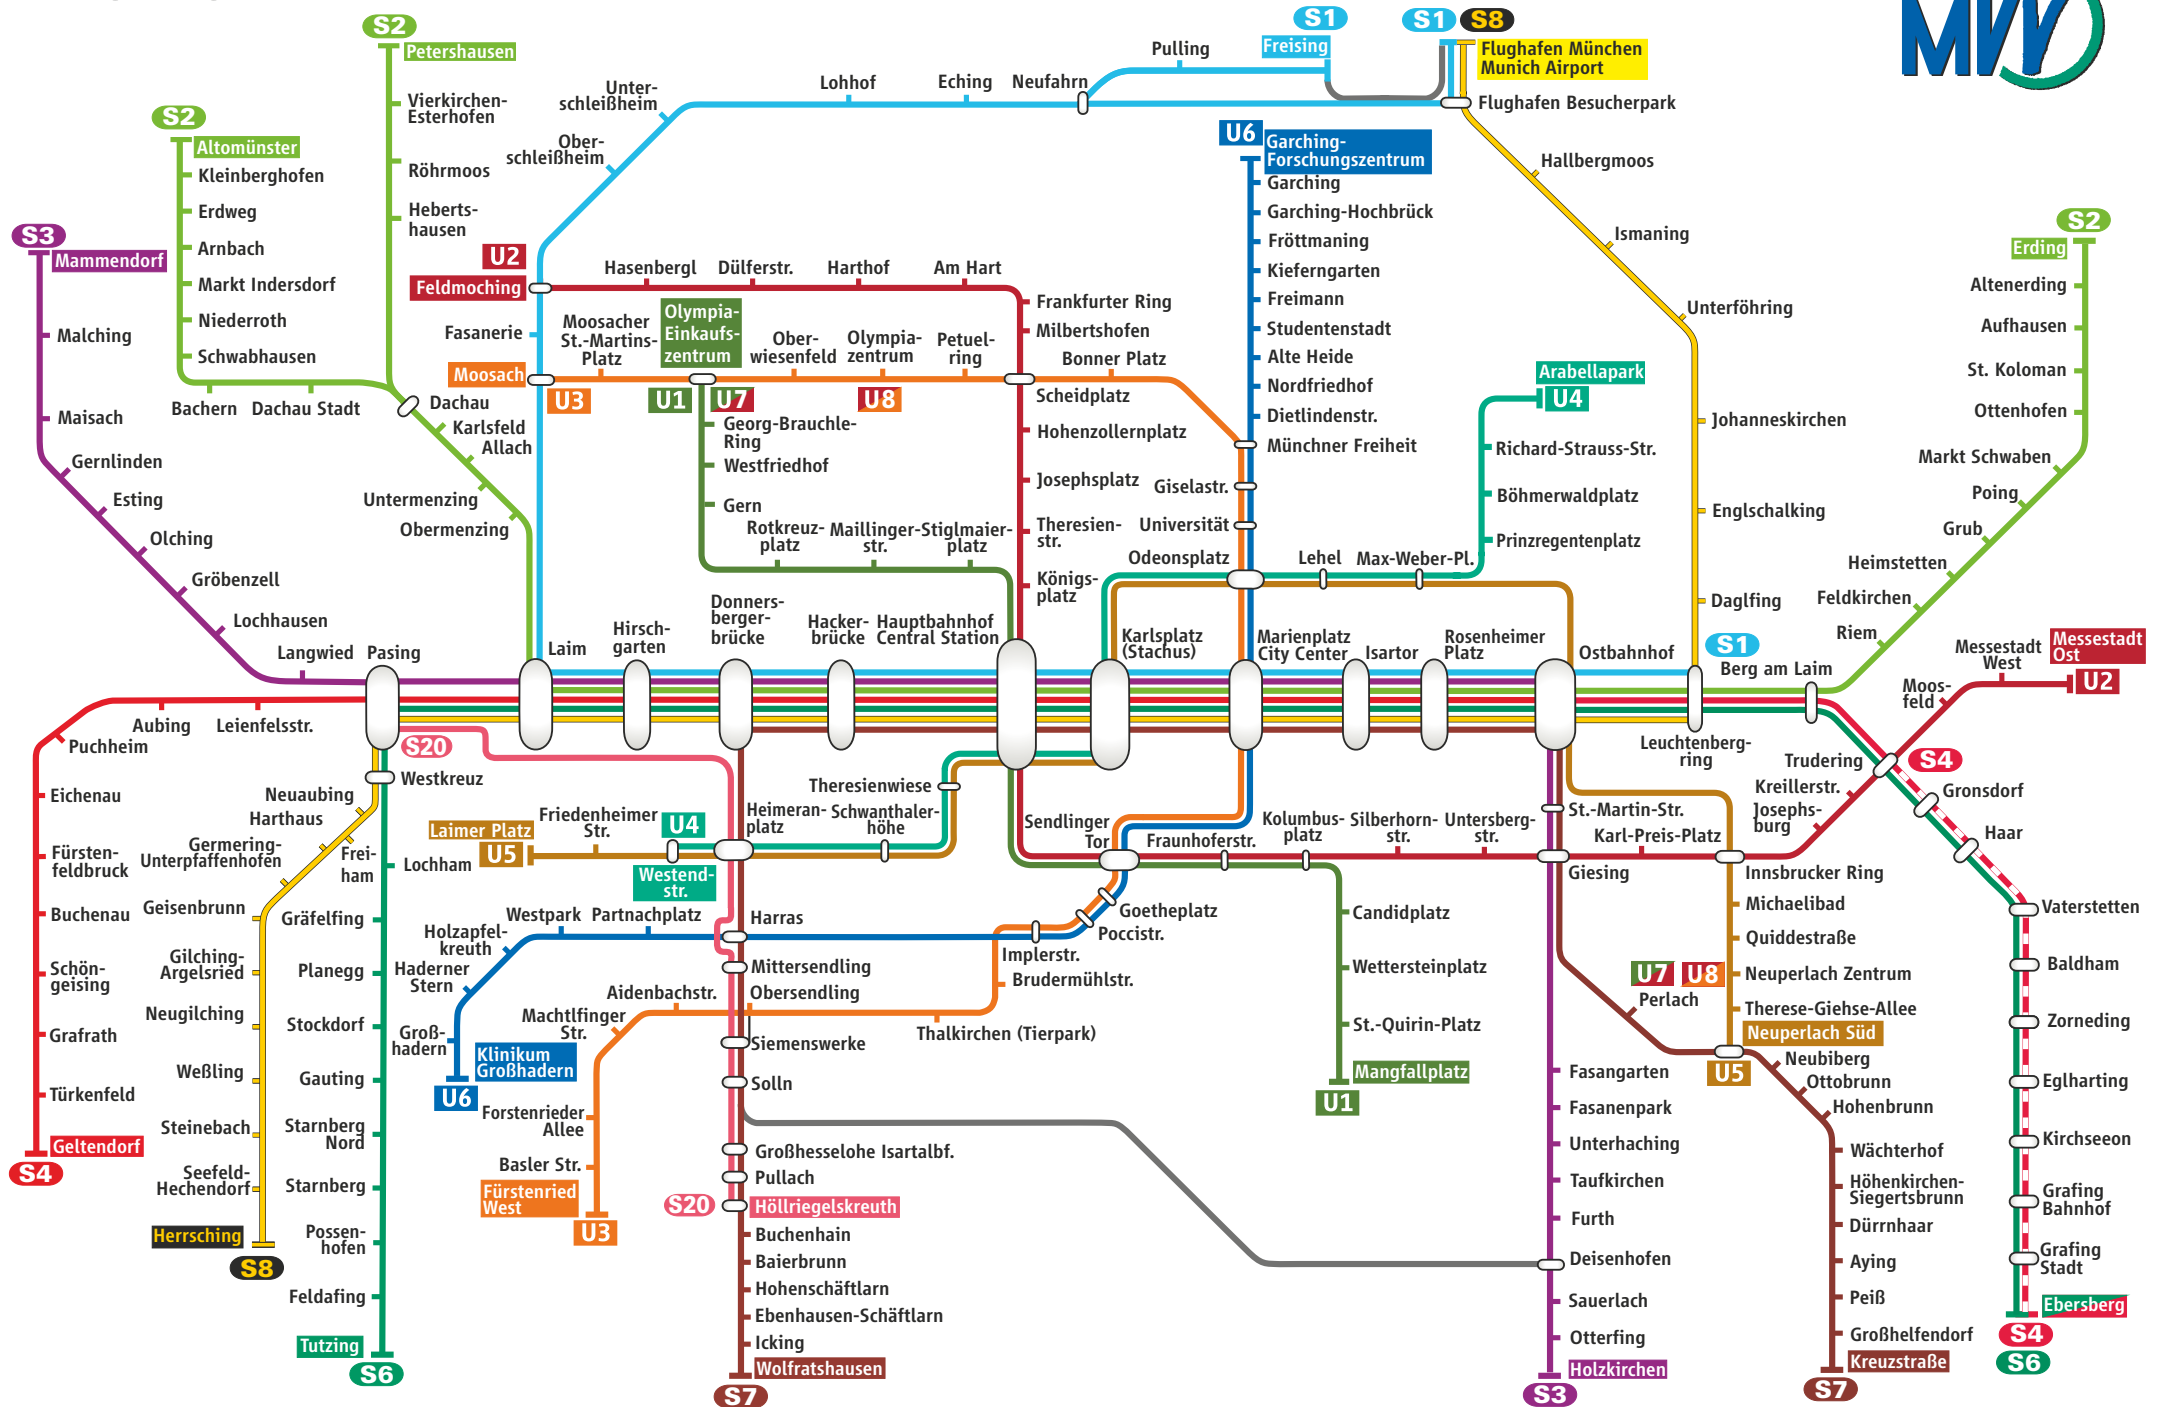 S1
S1
S8
MVV
S2
Petershausen
Pulling
Freising
Flughafen München
Munich Airport
Vierkirchen-
Esterhofen
Unter-
schleißheim
Lohhof
Eching
Neufahrn
Flughafen Besucherpark
S2
Altomünster
Kleinberghofen
Erdweg
Arnbach
Markt Indersdorf
Niederroth
Schwabhausen
Bachern
Dachau Stadt
Röhrmoos
Heberts-
hausen
Ober-
schleißheim
U6
Garching-
Forschungszentrum
Garching
Garching-Hochbrück
Fröttmaning
Kieferngarten
Freimann
Studentenstadt
Alte Heide
Nordfriedhof
Dietlindenstr.
Münchner Freiheit
Hallbergmoos
Ismaning
Unterföhring
Johanneskirchen
Englschalking
Daglfing
S2
Erding
Altenerding
Aufhausen
St. Koloman
Ottenhofen
Markt Schwaben
Poing
Grub
Heimstetten
Feldkirchen
Riem
S3
Mammendorf
Malching
Maisach
Gernlinden
Esting
Olching
Gröbenzell
Lochhausen
Langwied
Pasing
U2
Feldmoching
Hasenbergl
Dülferstr.
Harthof
Am Hart
Frankfurter Ring
Milbertshofen
Fasanerie
Moosach
U3
Moosacher
St.-Martins-
Platz
Olympia-
Einkaufs-
zentrum
U1
U7
Ober-
wiesenfeld
Olympia-
zentrum
U8
Petuel-
ring
Bonner Platz
Scheidplatz
Dachau
Karlsfeld
Allach
Untermenzing
Obermenzing
Georg-Brauchle-
Ring
Westfriedhof
Gern
Rotkreuz-
platz
Maillinger-
str.
Stiglmaier-
platz
Hohenzollernplatz
Josephsplatz
Theresien-
str.
Königs-
platz
Giselastr.
Universität
Odeonsplatz
Lehel
Max-Weber-Pl.
Arabellapark
U4
Richard-Strauss-Str.
Böhmerwaldplatz
Prinzregentenplatz
Laim
Hirsch-
garten
Donners-
berger-
brücke
Hacker-
brücke
Hauptbahnhof
Central Station
Karlsplatz
(Stachus)
Marienplatz
City Center
Isartor
Rosenheimer
Platz
Ostbahnhof
S1
Berg am Laim
Leuchtenberg-
ring
Messestadt
West
Messestadt
Ost
U2
Moos-
feld
Trudering
Kreillerstr.
Josephs-
burg
S4
Gronsdorf
Haar
Vaterstetten
Baldham
Zorneding
Eglharting
Kirchseeon
Grafing
Bahnhof
Grafing
Stadt
Ebersberg
S4
S6
Aubing
Leienfelsstr.
Puchheim
Eichenau
Fürsten-
feldbruck
Buchenau
Schön-
geising
Grafrath
Türkenfeld
Geltendorf
S4
S20
Westkreuz
Neuaubing
Harthaus
Germering-
Unterpfaffenhofen
Frei-
ham
Geisenbrunn
Gilching-
Argelsried
Neugilching
Weßling
Steinebach
Seefeld-
Hechendorf
Herrsching
S8
Lochham
Gräfelfing
Planegg
Stockdorf
Gauting
Starnberg
Nord
Starnberg
Possen-
hofen
Feldafing
Tutzing
S6
Laimer Platz
U5
Friedenheimer
Str.
U4
Westend-
str.
Heimeran-
platz
Schwanthaler-
höhe
Theresienwiese
Sendlinger
Tor
Fraunhoferstr.
Kolumbus-
platz
Silberhorn-
str.
Untersberg-
str.
St.-Martin-Str.
Karl-Preis-Platz
Giesing
Innsbrucker Ring
Michaelibad
Quiddestraße
Neuperlach Zentrum
Therese-Giehse-Allee
Neuperlach Süd
U5
U7
U8
Perlach
Neubiberg
Ottobrunn
Hohenbrunn
Wächterhof
Höhenkirchen-
Siegertsbrunn
Dürrnhaar
Aying
Peiß
Großhelfendorf
Kreuzstraße
S7
Candidplatz
Wettersteinplatz
St.-Quirin-Platz
Mangfallplatz
U1
Goetheplatz
Poccistr.
Implerstr.
Brudermühlstr.
Thalkirchen (Tierpark)
Harras
Westpark
Partnachplatz
Holzapfel-
kreuth
Haderner
Stern
Groß-
hadern
Klinikum
Großhadern
U6
Mittersendling
Obersendling
Aidenbachstr.
Machtlfinger
Str.
Forstenrieder
Allee
Basler Str.
Fürstenried
West
U3
Siemenswerke
Solln
Großhesselohe Isartalbf.
Pullach
S20
Höllriegelskreuth
Buchenhain
Baierbrunn
Hohenschäftlarn
Ebenhausen-Schäftlarn
Icking
Wolfratshausen
S7
Fasangarten
Fasanenpark
Unterhaching
Taufkirchen
Furth
Deisenhofen
Sauerlach
Otterfing
Holzkirchen
S3